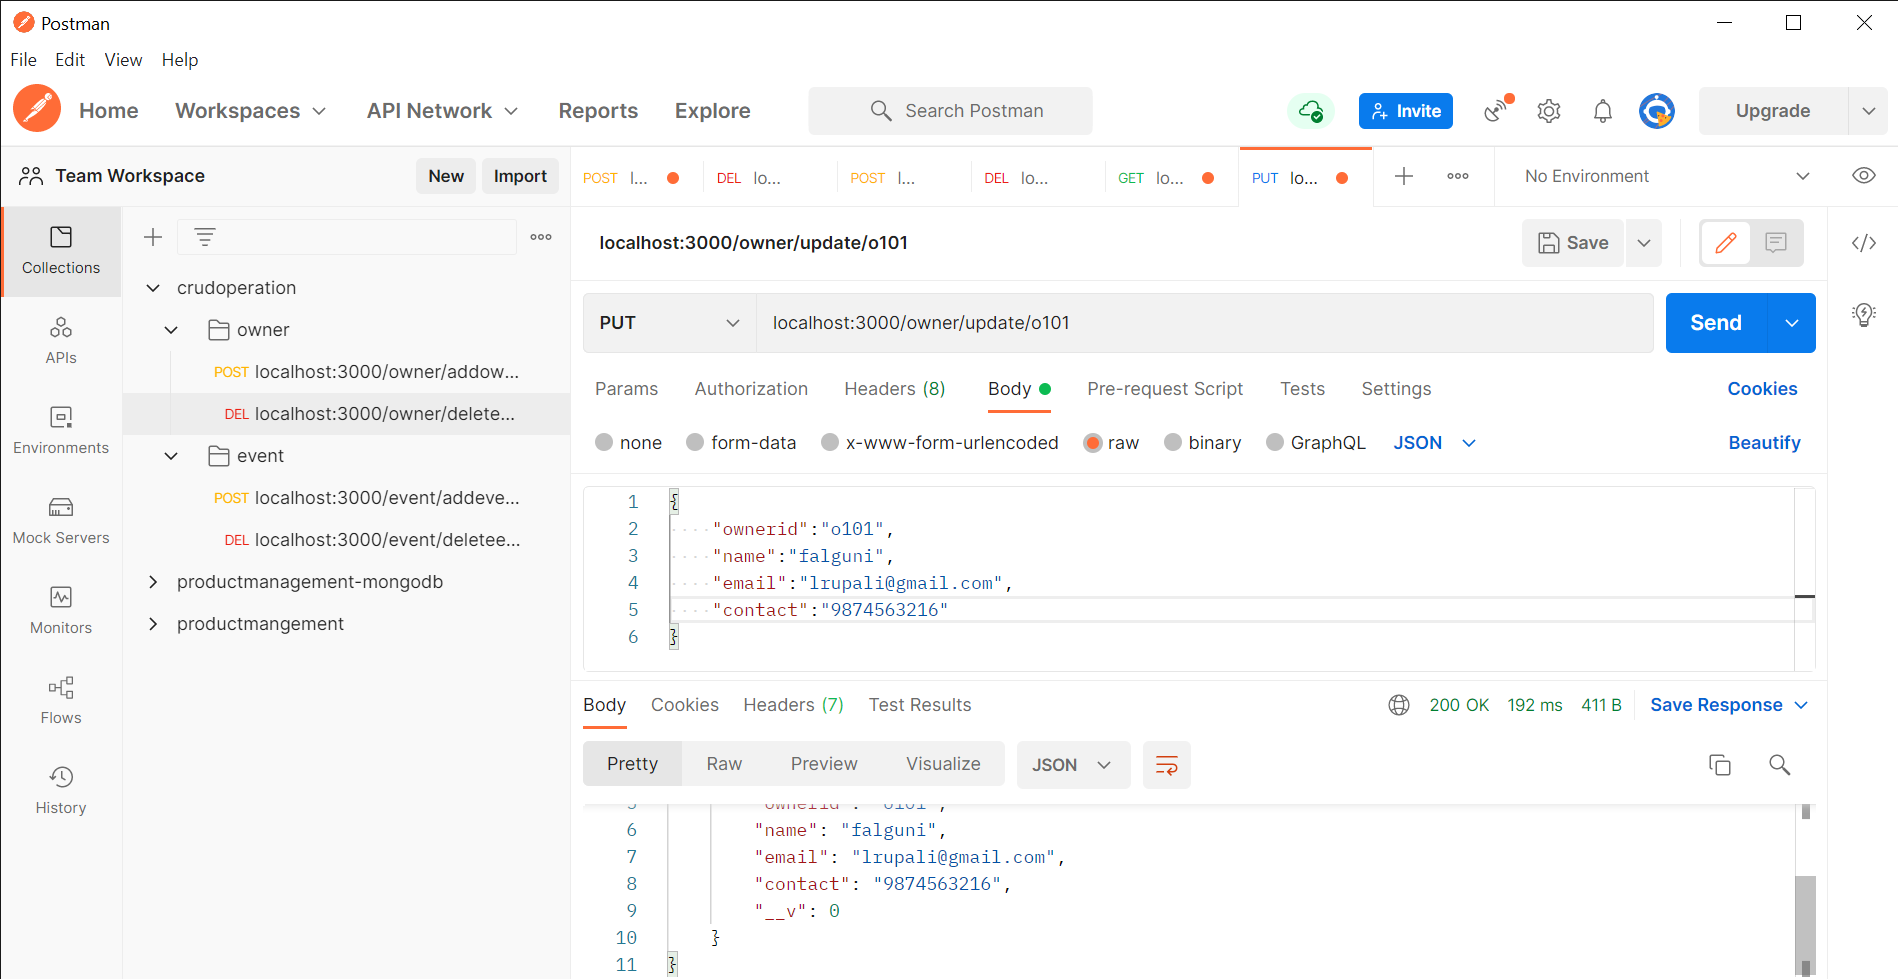 Postman
File Edit View Help
Home Workspaces API Network Reports Explore Search Postman Invite Upgrade
Team Workspace New Import
POST l... DEL lo... POST l... DEL lo... GET lo... PUT lo... No Environment
Collections
APIs
Environments
Mock Servers
Monitors
Flows
History
crudoperation
owner
POST localhost:3000/owner/addow...
DEL localhost:3000/owner/delete...
event
POST localhost:3000/event/addeve...
DEL localhost:3000/event/deletee...
productmanagement-mongodb
productmangement
localhost:3000/owner/update/o101 Save
PUT localhost:3000/owner/update/o101 Send
Params Authorization Headers (8) Body Pre-request Script Tests Settings Cookies
none form-data x-www-form-urlencoded raw binary GraphQL JSON Beautify
1 {
2 "ownerid":"o101",
3 "name":"falguni",
4 "email":"lrupali@gmail.com",
5 "contact":"9874563216"
6 }
Body Cookies Headers (7) Test Results 200 OK 192 ms 411 B Save Response
Pretty Raw Preview Visualize JSON
5 "ownerid": "o101",
6 "name": "falguni",
7 "email": "lrupali@gmail.com",
8 "contact": "9874563216",
9 "__v": 0
10 }
11 }